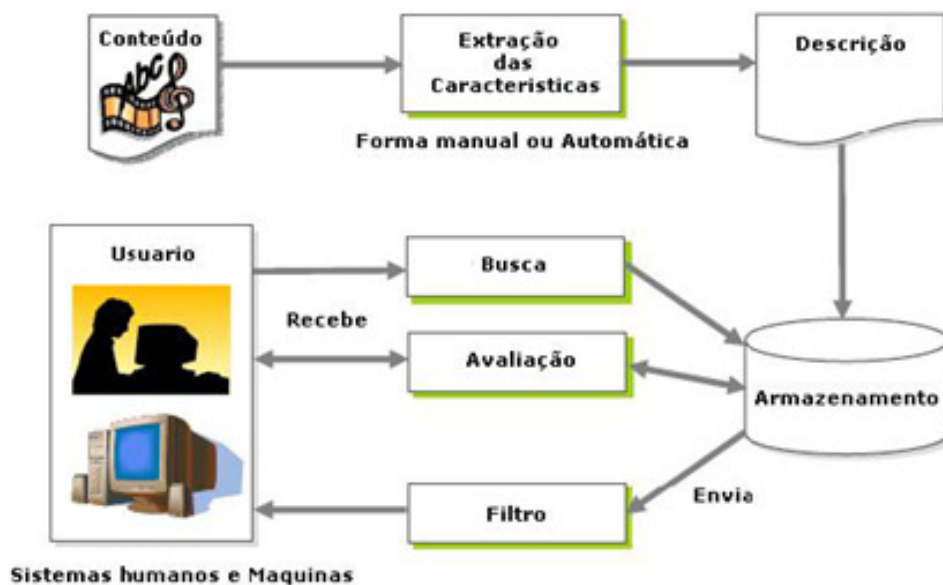 Conteúdo
ABC
Extração
das
Caracteristicas
Forma manual ou Automática
Descrição
Usuario
Busca
Recebe
Avaliação
Armazenamento
Envia
Filtro
Sistemas humanos e Maquinas